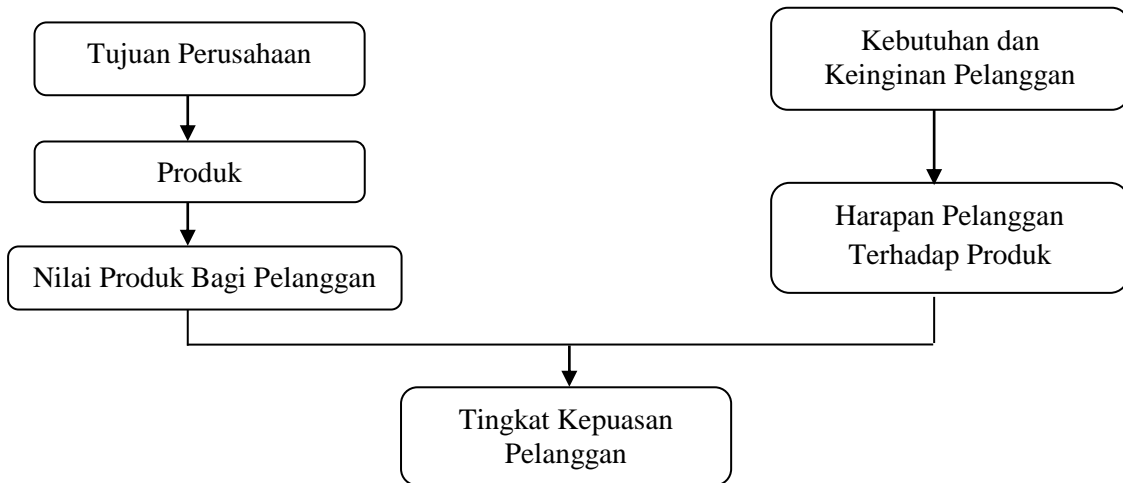 Tujuan Perusahaan
Produk
Nilai Produk Bagi Pelanggan
Kebutuhan dan
Keinginan Pelanggan
Harapan Pelanggan
Terhadap Produk
Tingkat Kepuasan
Pelanggan